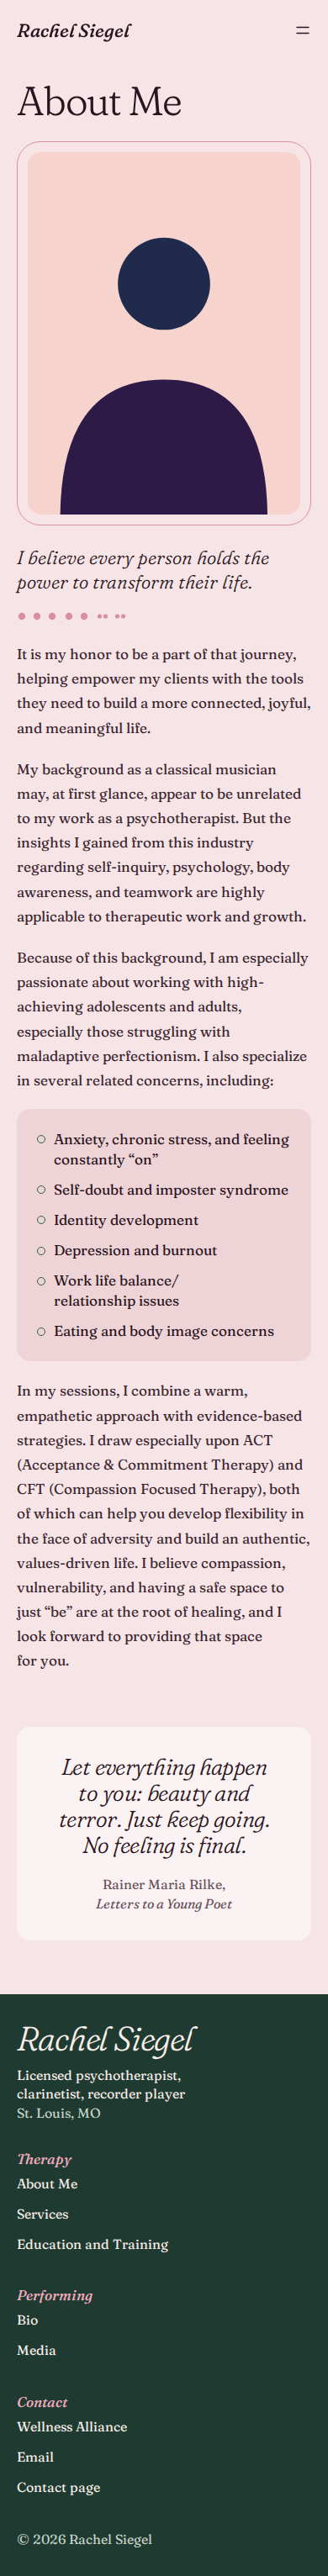 Rachel Siegel
About Me
I believe every person holds the
power to transform their life.
It is my honor to be a part of that journey,
helping empower my clients with the tools
they need to build a more connected, joyful,
and meaningful life.
My background as a classical musician
may, at first glance, appear to be unrelated
to my work as a psychotherapist. But the
insights I gained from this industry
regarding self-inquiry, psychology, body
awareness, and teamwork are highly
applicable to therapeutic work and growth.
Because of this background, I am especially
passionate about working with high-
achieving adolescents and adults,
especially those struggling with
maladaptive perfectionism. I also specialize
in several related concerns, including:
Anxiety, chronic stress, and feeling
constantly “on”
Self-doubt and imposter syndrome
Identity development
Depression and burnout
Work life balance/
relationship issues
Eating and body image concerns
In my sessions, I combine a warm,
empathetic approach with evidence-based
strategies. I draw especially upon ACT
(Acceptance & Commitment Therapy) and
CFT (Compassion Focused Therapy), both
of which can help you develop flexibility in
the face of adversity and build an authentic,
values-driven life. I believe compassion,
vulnerability, and having a safe space to
just “be” are at the root of healing, and I
look forward to providing that space
for you.
Let everything happen
to you: beauty and
terror. Just keep going.
No feeling is final.
Rainer Maria Rilke,
Letters to a Young Poet
Rachel Siegel
Licensed psychotherapist,
clarinetist, recorder player
St. Louis, MO
Therapy
About Me
Services
Education and Training
Performing
Bio
Media
Contact
Wellness Alliance
Email
Contact page
© 2026 Rachel Siegel